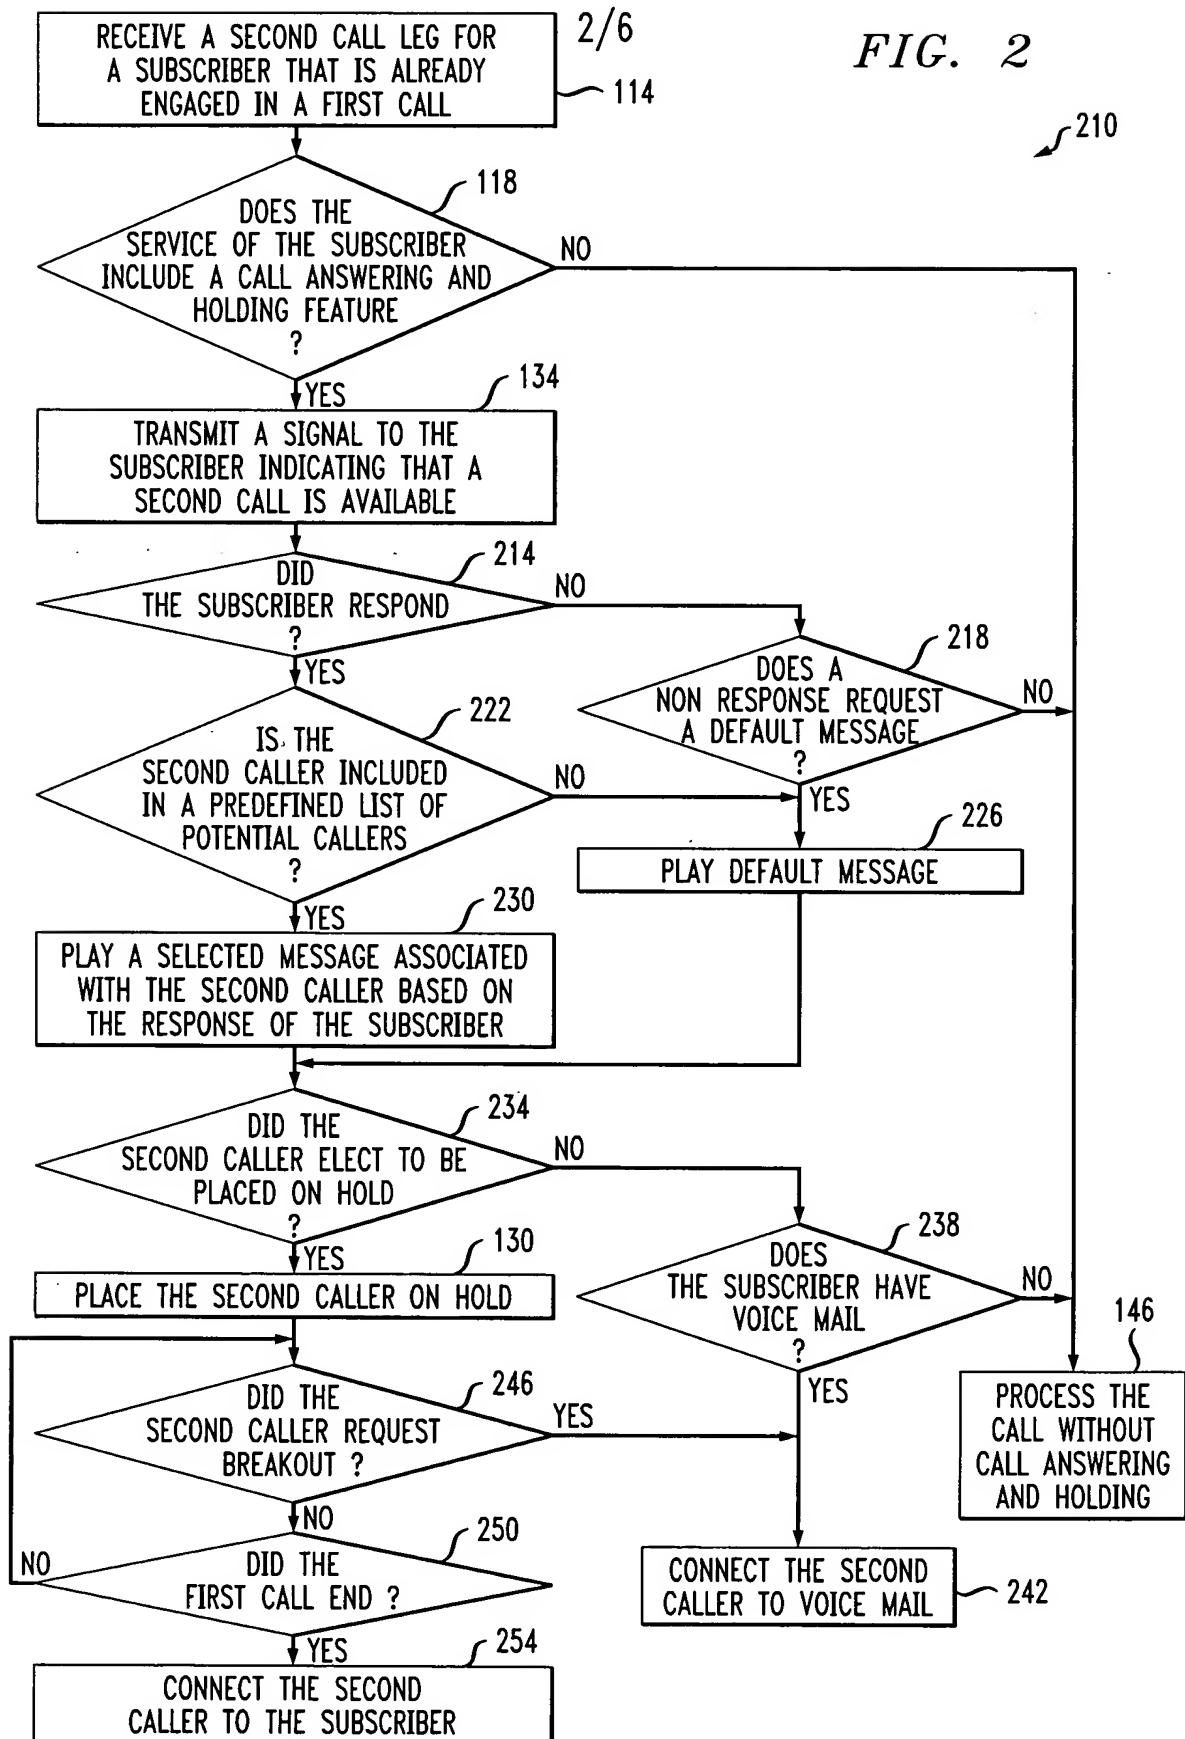 RECEIVE A SECOND CALL LEG FOR
A SUBSCRIBER THAT IS ALREADY
ENGAGED IN A FIRST CALL
2/6
114
FIG. 2
210
118
DOES THE
SERVICE OF THE SUBSCRIBER
INCLUDE A CALL ANSWERING AND
HOLDING FEATURE
?
NO
YES
134
TRANSMIT A SIGNAL TO THE
SUBSCRIBER INDICATING THAT A
SECOND CALL IS AVAILABLE
214
DID
THE SUBSCRIBER RESPOND
?
NO
YES
218
DOES A
NON RESPONSE REQUEST
A DEFAULT MESSAGE
?
NO
YES
222
IS THE
SECOND CALLER INCLUDED
IN A PREDEFINED LIST OF
POTENTIAL CALLERS
?
NO
YES
226
PLAY DEFAULT MESSAGE
230
PLAY A SELECTED MESSAGE ASSOCIATED
WITH THE SECOND CALLER BASED ON
THE RESPONSE OF THE SUBSCRIBER
234
DID THE
SECOND CALLER ELECT TO BE
PLACED ON HOLD
?
NO
YES
238
DOES
THE SUBSCRIBER HAVE
VOICE MAIL
?
NO
YES
130
PLACE THE SECOND CALLER ON HOLD
146
PROCESS THE
CALL WITHOUT
CALL ANSWERING
AND HOLDING
246
DID THE
SECOND CALLER REQUEST
BREAKOUT ?
YES
NO
250
DID THE
FIRST CALL END ?
NO
YES
CONNECT THE SECOND
CALLER TO VOICE MAIL
242
254
CONNECT THE SECOND
CALLER TO THE SUBSCRIBER